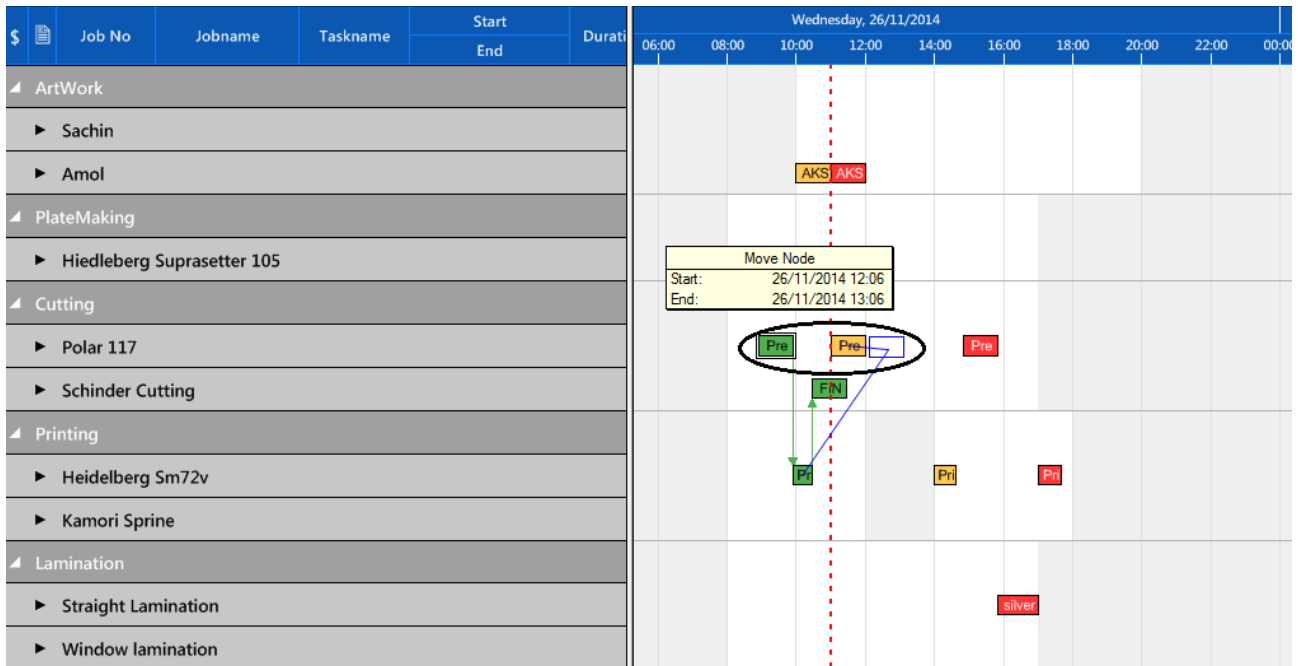 $ Job No Jobname Taskname Start End Durati
Wednesday, 26/11/2014
06:00 08:00 10:00 12:00 14:00 16:00 18:00 20:00 22:00 00:00
ArtWork
Sachin
Amol
AKS AKS
PlateMaking
Hiedleberg Suprasetter 105
Move Node
Start: 26/11/2014 12:06
End: 26/11/2014 13:06
Cutting
Polar 117
Pre Pre Pre
Schinder Cutting
FIN
Printing
Heidelberg Sm72v
Pr Pri Pri
Kamori Sprine
Lamination
Straight Lamination
silver
Window lamination